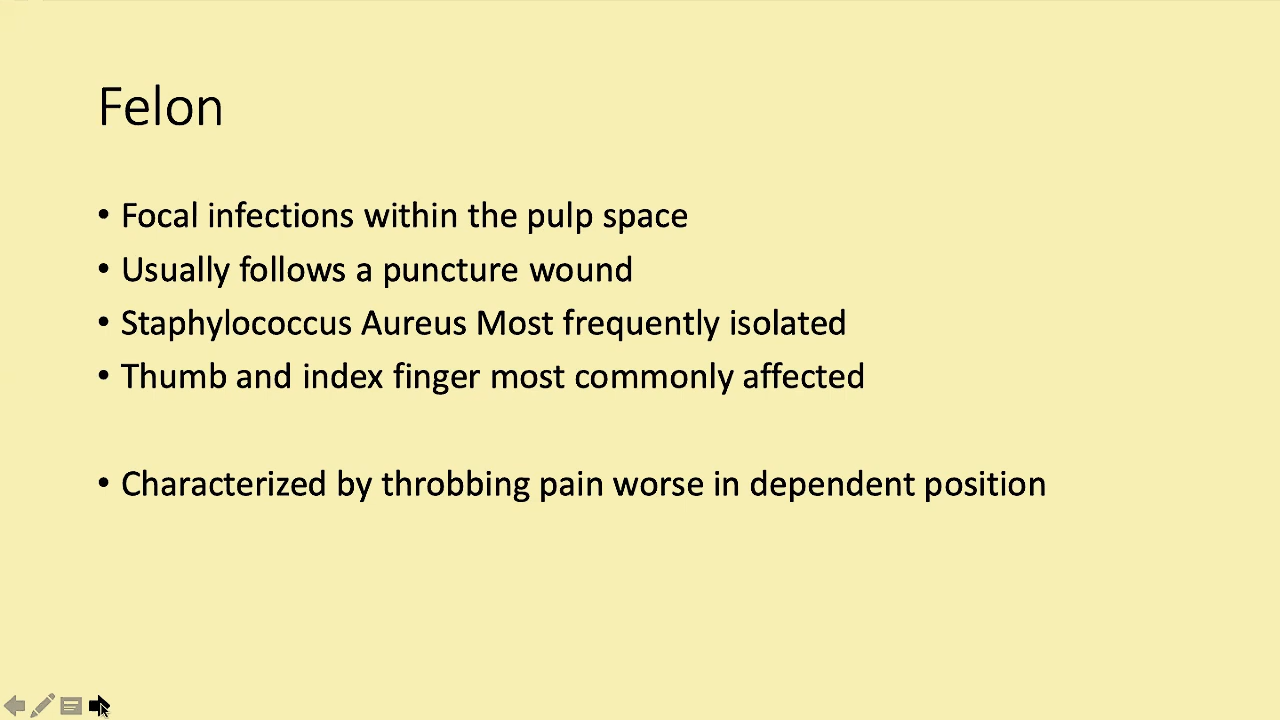 Felon
• Focal infections within the pulp space
• Usually follows a puncture wound
• Staphylococcus Aureus Most frequently isolated
• Thumb and index finger most commonly affected
• Characterized by throbbing pain worse in dependent position